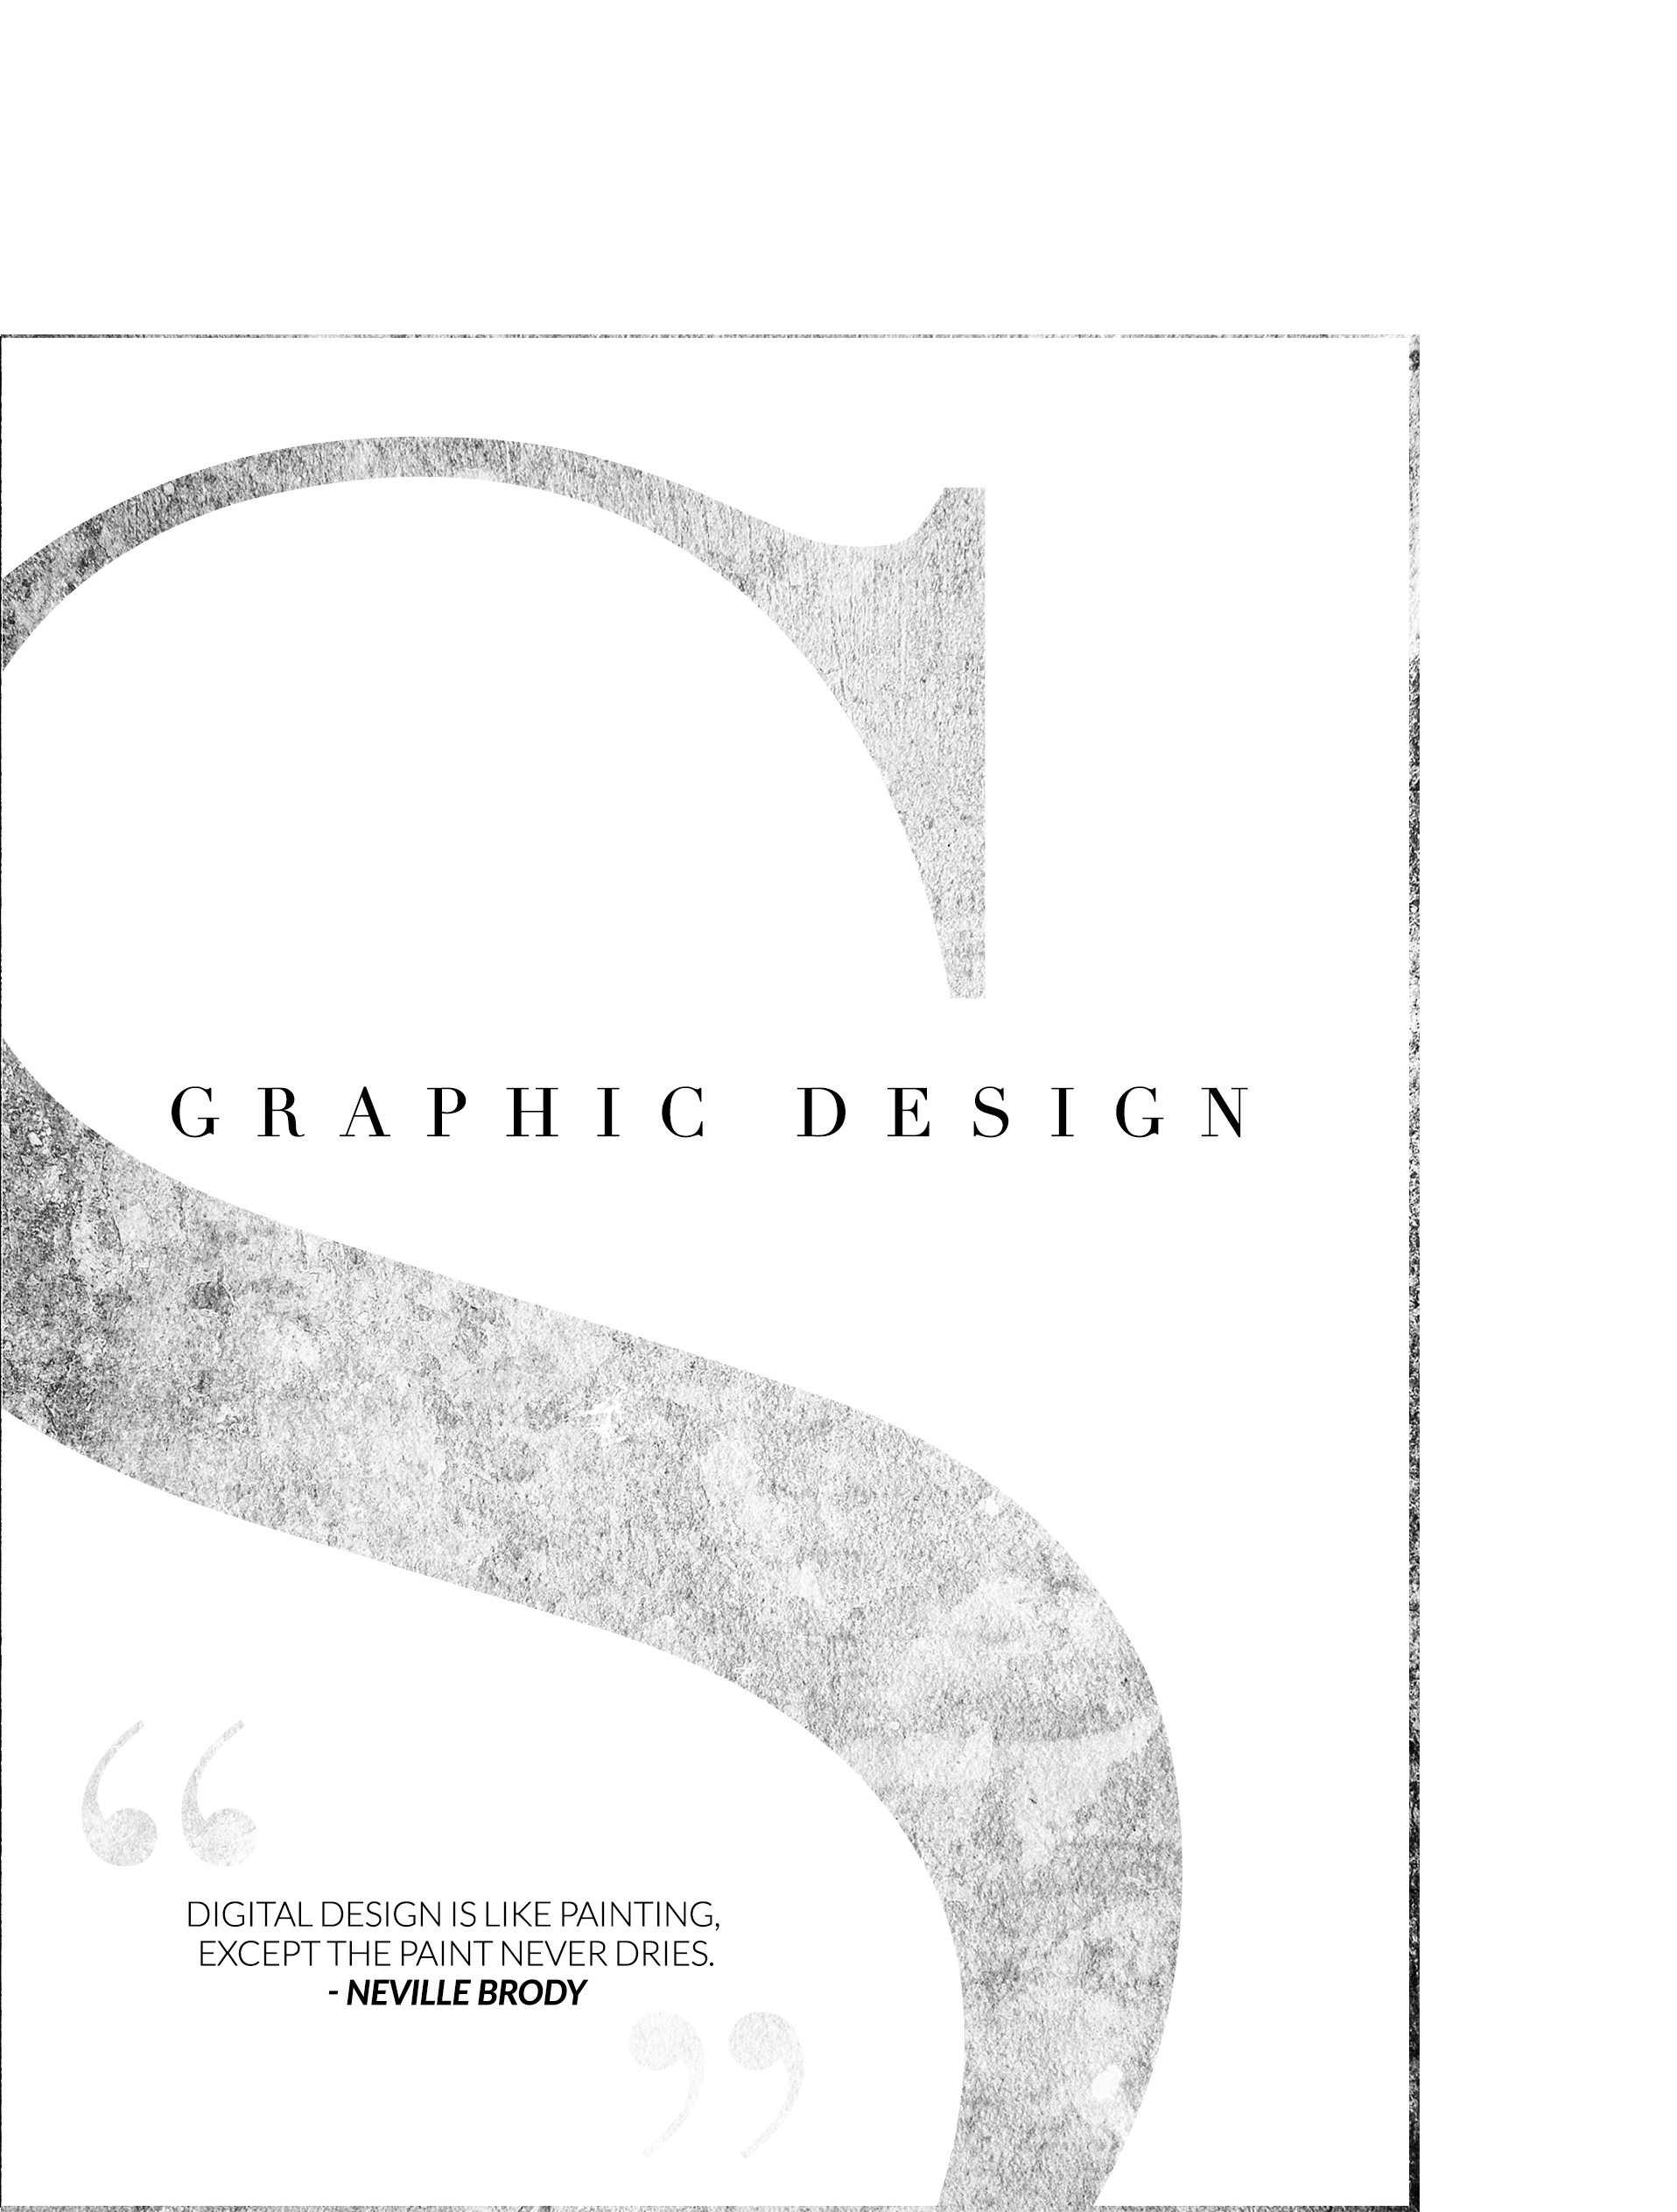 S
GRAPHIC DESIGN
“
DIGITAL DESIGN IS LIKE PAINTING,
EXCEPT THE PAINT NEVER DRIES.
- NEVILLE BRODY
”